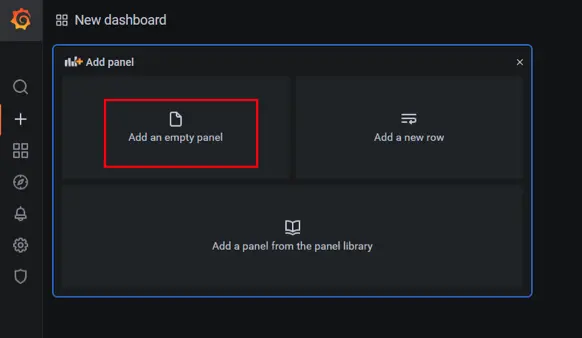 New dashboard
Add panel
Add an empty panel
Add a new row
Add a panel from the panel library